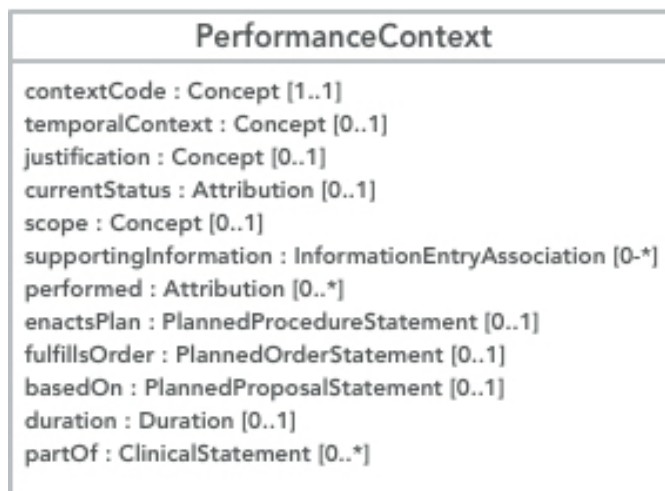 PerformanceContext
contextCode : Concept [1..1]
temporalContext : Concept [0..1]
justification : Concept [0..1]
currentStatus : Attribution [0..1]
scope : Concept [0..1]
supportingInformation : InformationEntryAssociation [0-*]
performed : Attribution [0..*]
enactsPlan : PlannedProcedureStatement [0..1]
fulfillsOrder : PlannedOrderStatement [0..1]
basedOn : PlannedProposalStatement [0..1]
duration : Duration [0..1]
partOf : ClinicalStatement [0..*]